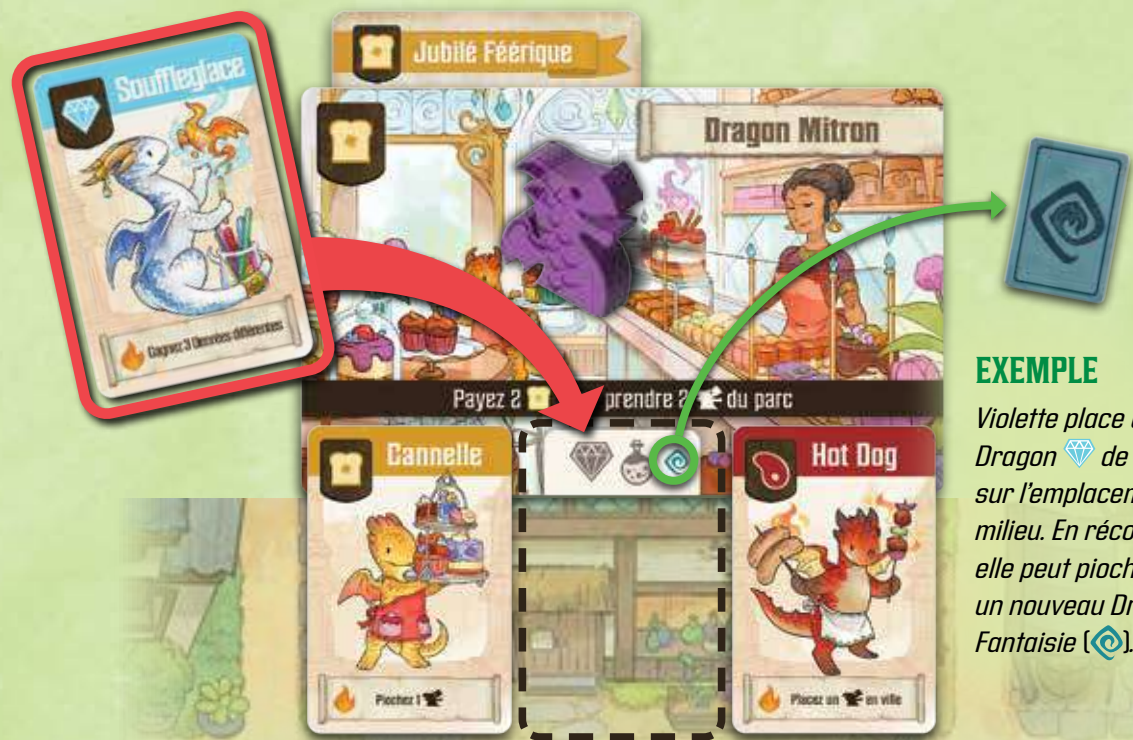 Jubilé Féérique
Souffleglace
Dragon Mitron
Gagnez 3 Denrées différentes
Payez 2 prendre 2 du parc
Cannelle
Hot Dog
Piochez 1
Placez un en ville
EXEMPLE
Violette place
Dragon de
sur l'emplacem
milieu. En réco
elle peut pioch
un nouveau Dr
Fantaisie ( ).